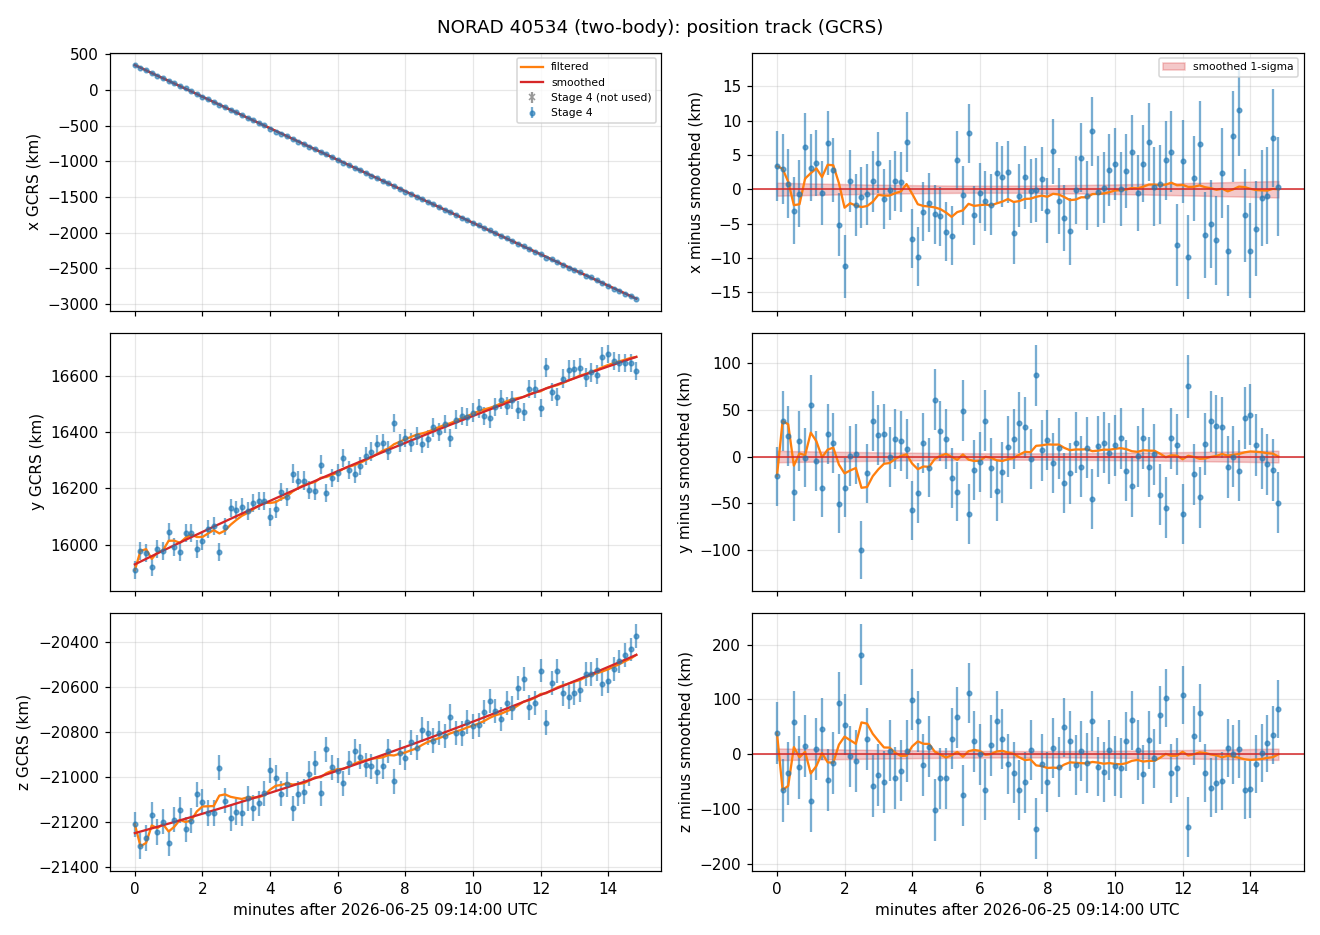 NORAD 40534 (two-body): position track (GCRS)
x GCRS (km)
500
0
−500
−1000
−1500
−2000
−2500
−3000
filtered
smoothed
Stage 4 (not used)
Stage 4
x minus smoothed (km)
15
10
5
0
−5
−10
−15
smoothed 1-sigma
y GCRS (km)
16600
16400
16200
16000
y minus smoothed (km)
100
50
0
−50
−100
z GCRS (km)
−20400
−20600
−20800
−21000
−21200
−21400
0 2 4 6 8 10 12 14
minutes after 2026-06-25 09:14:00 UTC
z minus smoothed (km)
200
100
0
−100
−200
0 2 4 6 8 10 12 14
minutes after 2026-06-25 09:14:00 UTC